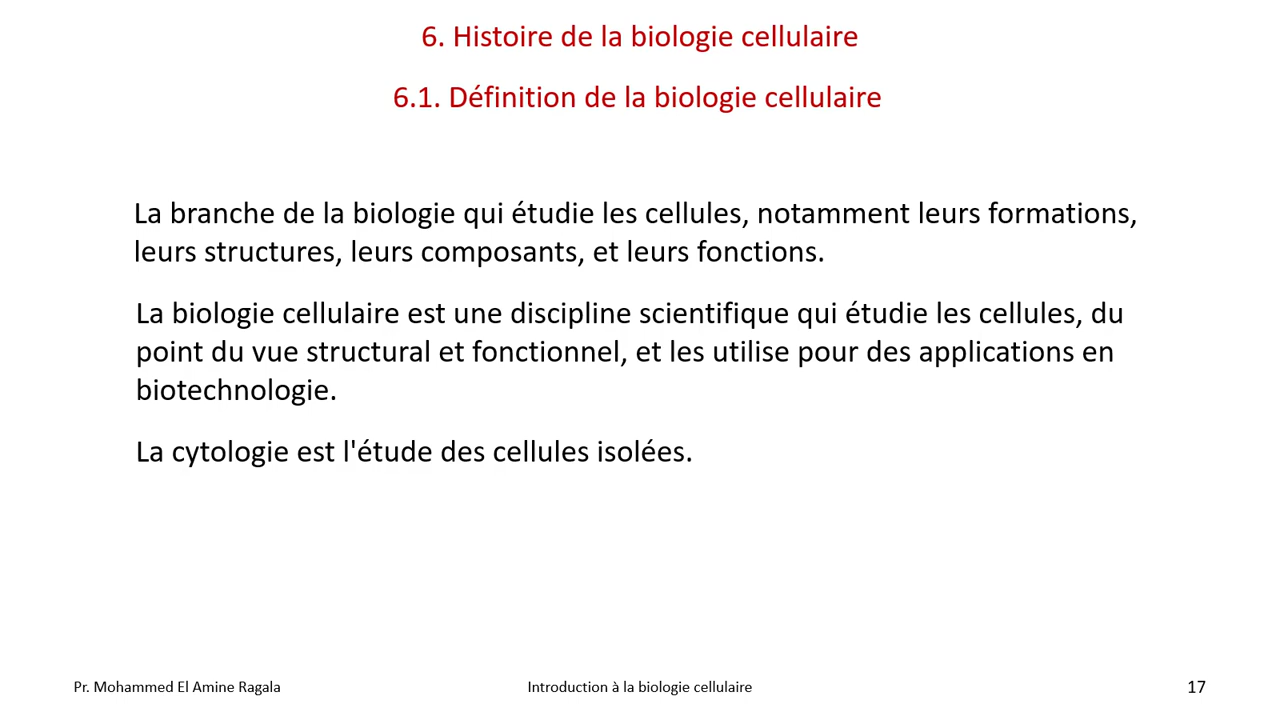 6. Histoire de la biologie cellulaire
6.1. Définition de la biologie cellulaire
La branche de la biologie qui étudie les cellules, notamment leurs formations,
leurs structures, leurs composants, et leurs fonctions.
La biologie cellulaire est une discipline scientifique qui étudie les cellules, du
point du vue structural et fonctionnel, et les utilise pour des applications en
biotechnologie.
La cytologie est l'étude des cellules isolées.
Pr. Mohammed El Amine Ragala
Introduction à la biologie cellulaire
17